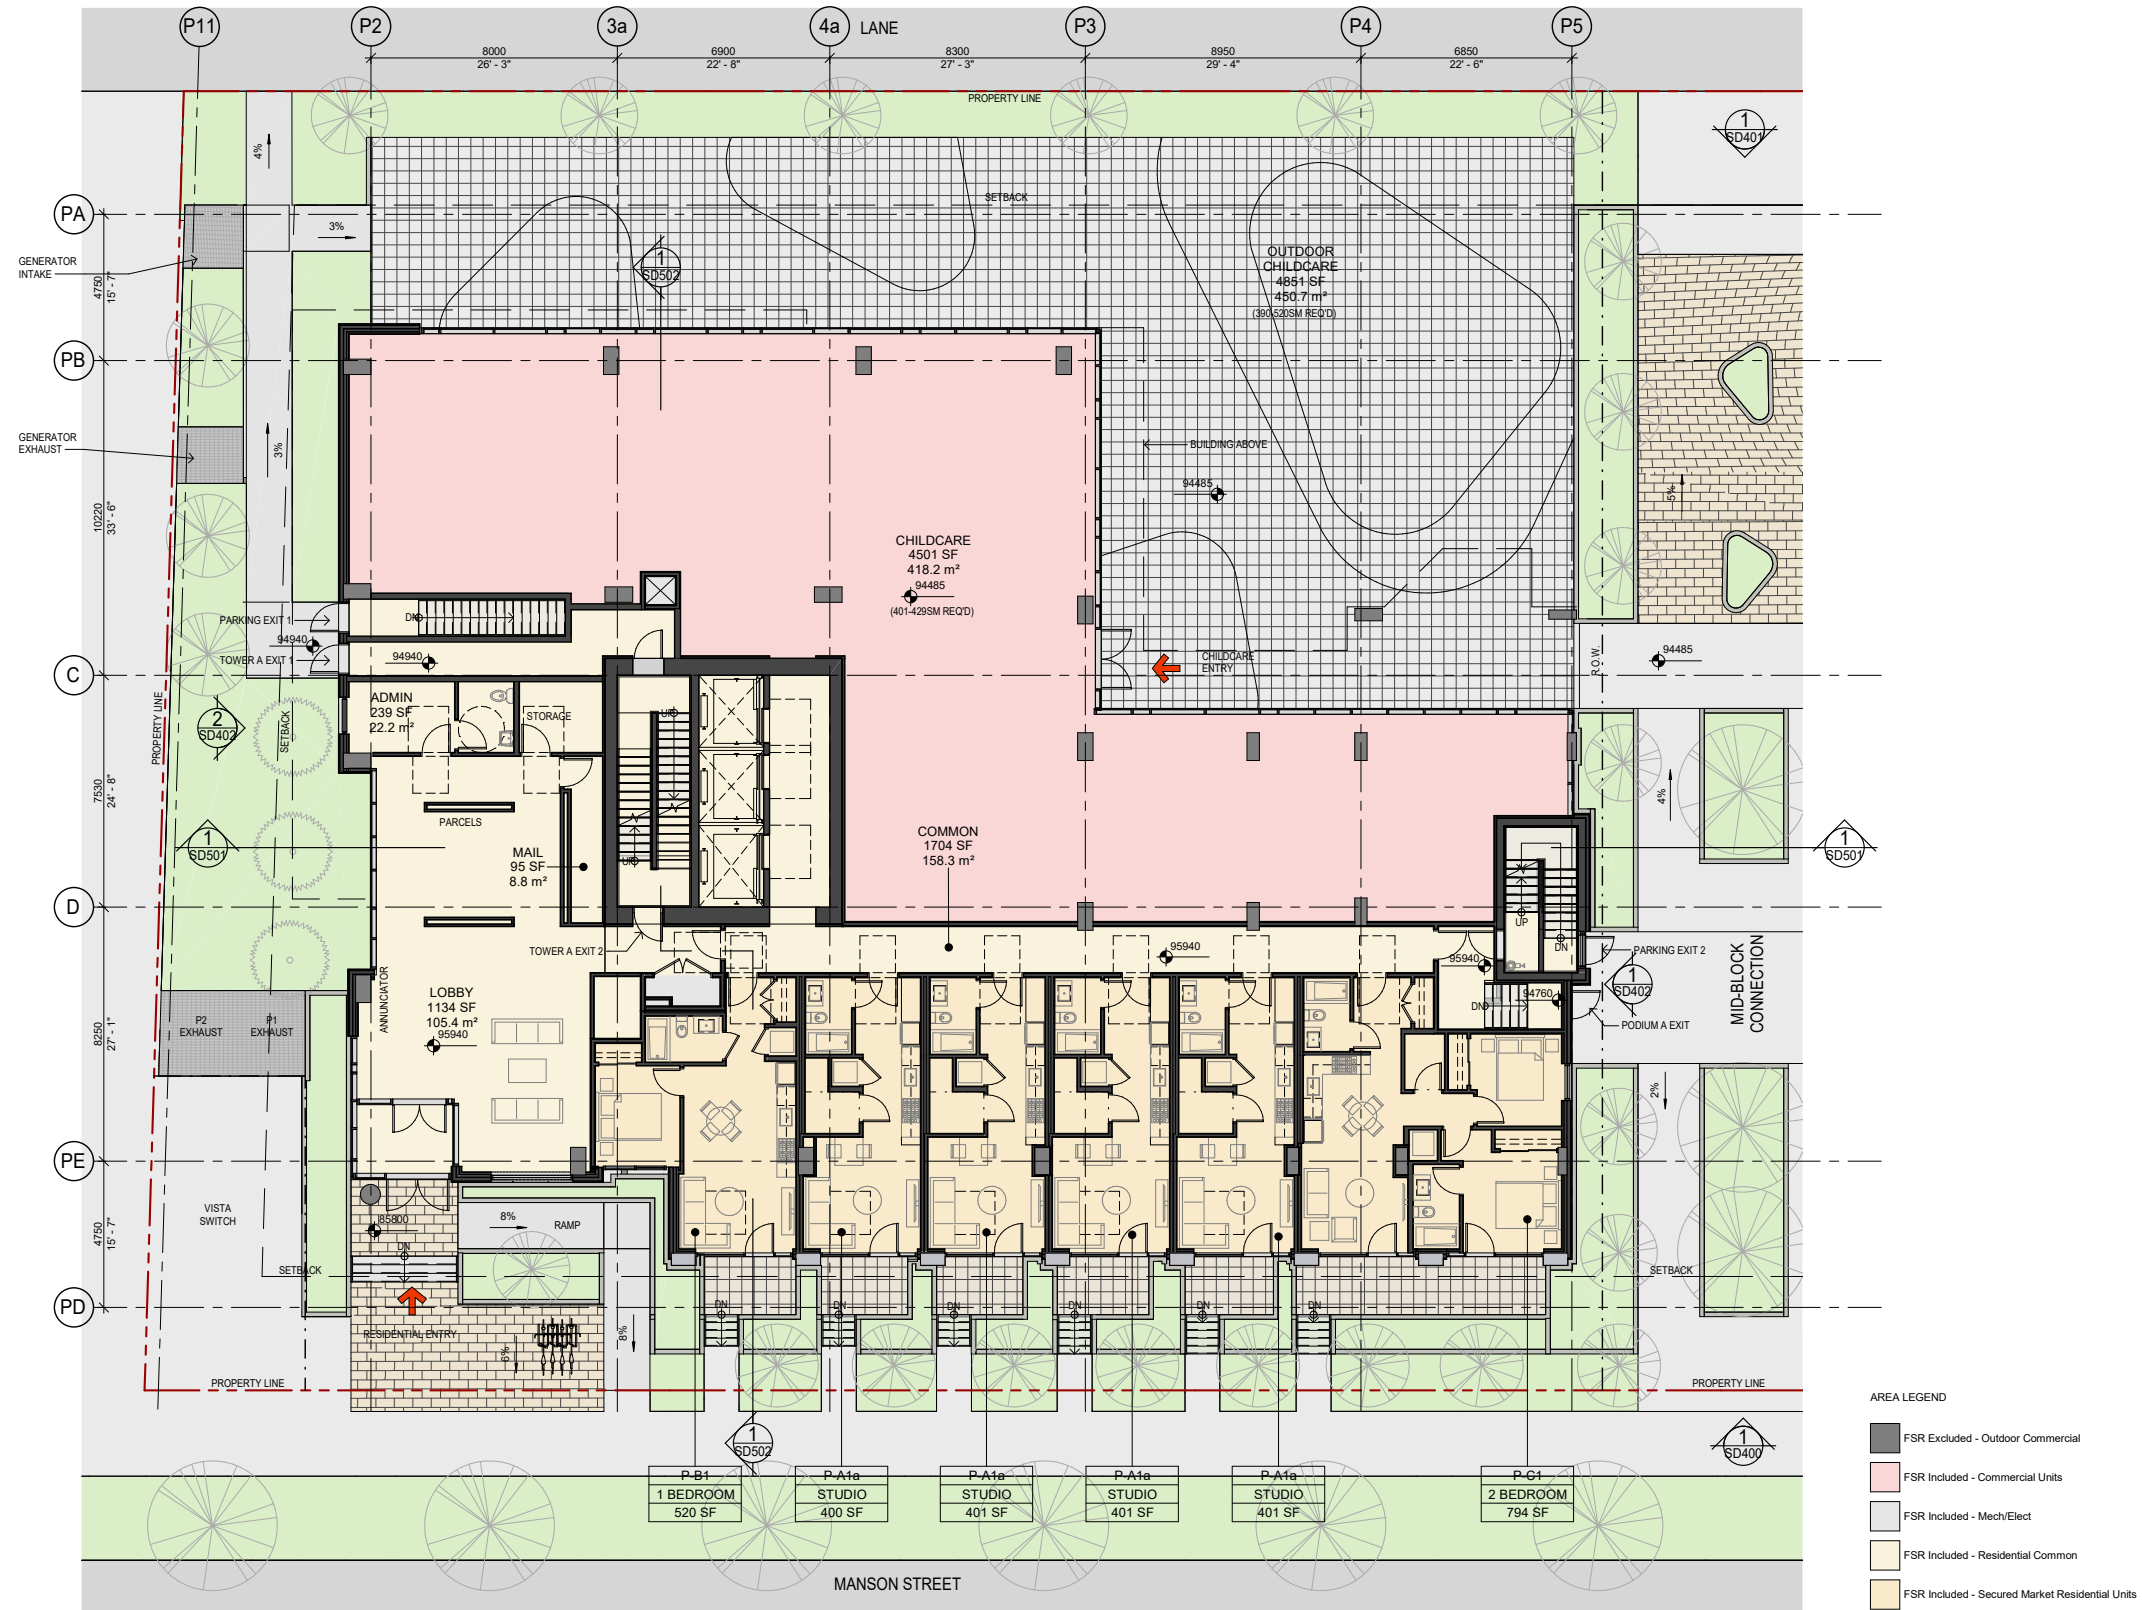 P11
P2
3a
4a
LANE
P3
P4
P5
8000
26' - 3"
6900
22' - 8"
8300
27' - 3"
8950
29' - 4"
6850
22' - 6"
PROPERTY LINE
1
SD401
4%
SETBACK
PA
3%
GENERATOR
INTAKE
4750
15' - 7"
1
SD502
OUTDOOR
CHILDCARE
4851 SF
450.7 m²
(390-520SM REQ'D)
PB
GENERATOR
EXHAUST
3%
BUILDING ABOVE
94485
5%
10220
33' - 6"
CHILDCARE
4501 SF
418.2 m²
94485
(401-429SM REQ'D)
PARKING EXIT 1
DN
94940
TOWER A EXIT 1
94940
CHILDCARE
ENTRY
R.O.W.
94485
C
PROPERTY LINE
2
SD402
SETBACK
ADMIN
239 SF
22.2 m²
STORAGE
UP
7530
24' - 8"
4%
PARCELS
1
SD501
MAIL
95 SF
8.8 m²
UP
COMMON
1704 SF
158.3 m²
1
SD501
D
UP
DN
TOWER A EXIT 2
95940
95940
PARKING EXIT 2
1
SD402
MID-BLOCK
CONNECTION
ANNUNCIATOR
LOBBY
1134 SF
105.4 m²
95940
P2
EXHAUST
P1
EXHAUST
DN
94760
PODIUM A EXIT
8250
27' - 1"
2%
PE
VISTA
SWITCH
85800
DN
8%
RAMP
4750
15' - 7"
SETBACK
SETBACK
PD
DN
DN
DN
DN
DN
DN
RESIDENTIAL ENTRY
6%
8%
PROPERTY LINE
PROPERTY LINE
1
SD502
1
SD400
P-B1
1 BEDROOM
520 SF
P-A1a
STUDIO
400 SF
P-A1a
STUDIO
401 SF
P-A1a
STUDIO
401 SF
P-A1a
STUDIO
401 SF
P-C1
2 BEDROOM
794 SF
MANSON STREET
AREA LEGEND
FSR Excluded - Outdoor Commercial
FSR Included - Commercial Units
FSR Included - Mech/Elect
FSR Included - Residential Common
FSR Included - Secured Market Residential Units